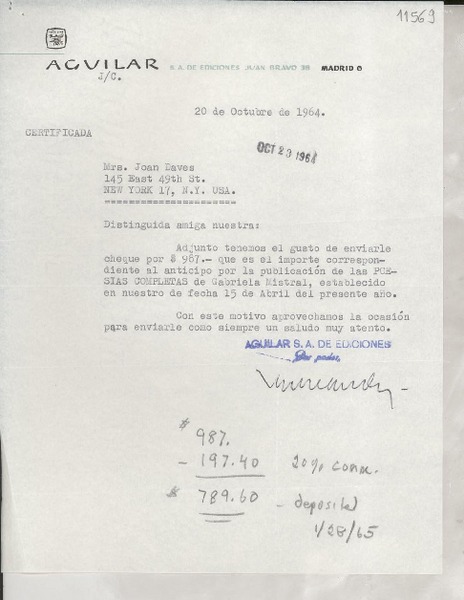 11569
AGUILAR S.A. DE EDICIONES JUAN BRAVO 38 MADRID 6
J/C.
20 de Octubre de 1964.
CERTIFICADA
OCT 23 1964
Mrs. Joan Daves
145 East 49th St.
NEW YORK 17, N.Y. USA.
=====================
Distinguida amiga nuestra:
Adjunto tenemos el gusto de enviarle
cheque por $ 987.— que es el importe correspon-
diente al anticipo por la publicación de las POE-
SIAS COMPLETAS de Gabriela Mistral, establecido
en nuestro de fecha 15 de Abril del presente año.
Con este motivo aprovechamos la ocasión
para enviarle como siempre un saludo muy atento.
AGUILAR S. A. DE EDICIONES
Por poder,
$ 987.
- 197.40 20% comm.
$ 789.60 - deposited
1/28/65